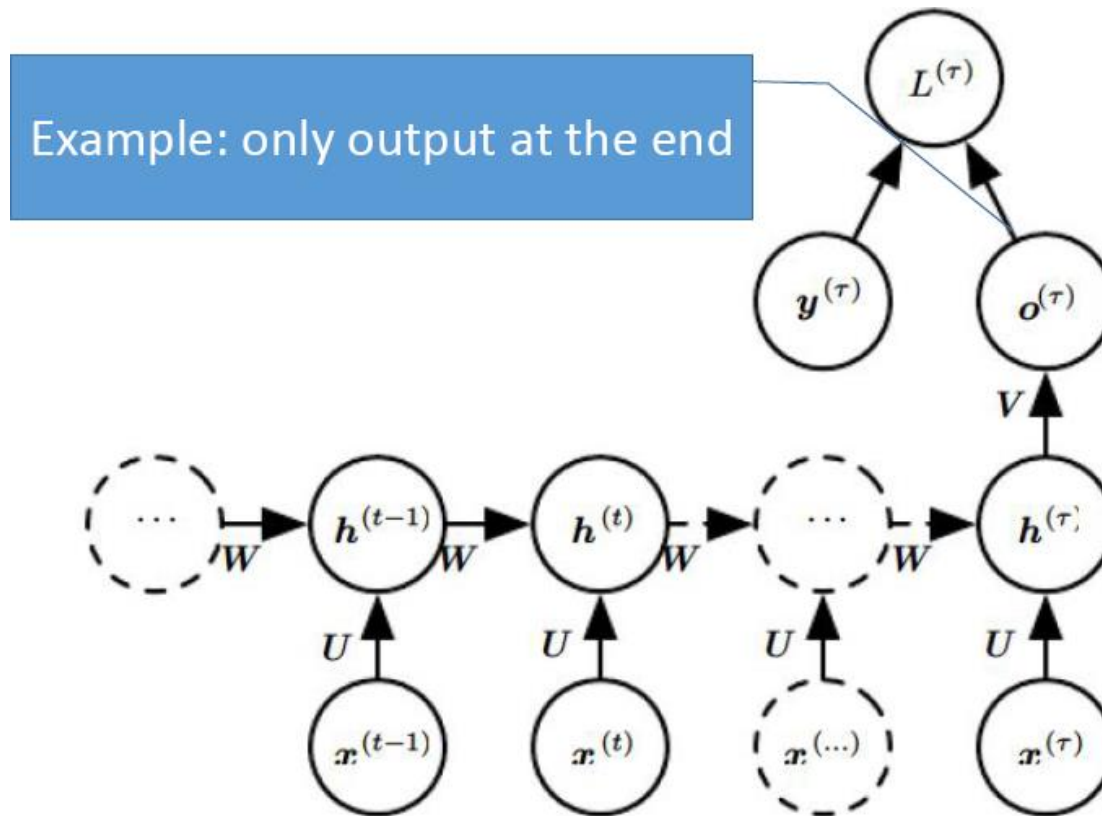 L^(τ)
Example: only output at the end
y^(τ) o^(τ)
V
... h^(t−1) h^(t) ... h^(τ)
W W W W
U U U U
x^(t−1) x^(t) x^(...) x^(τ)